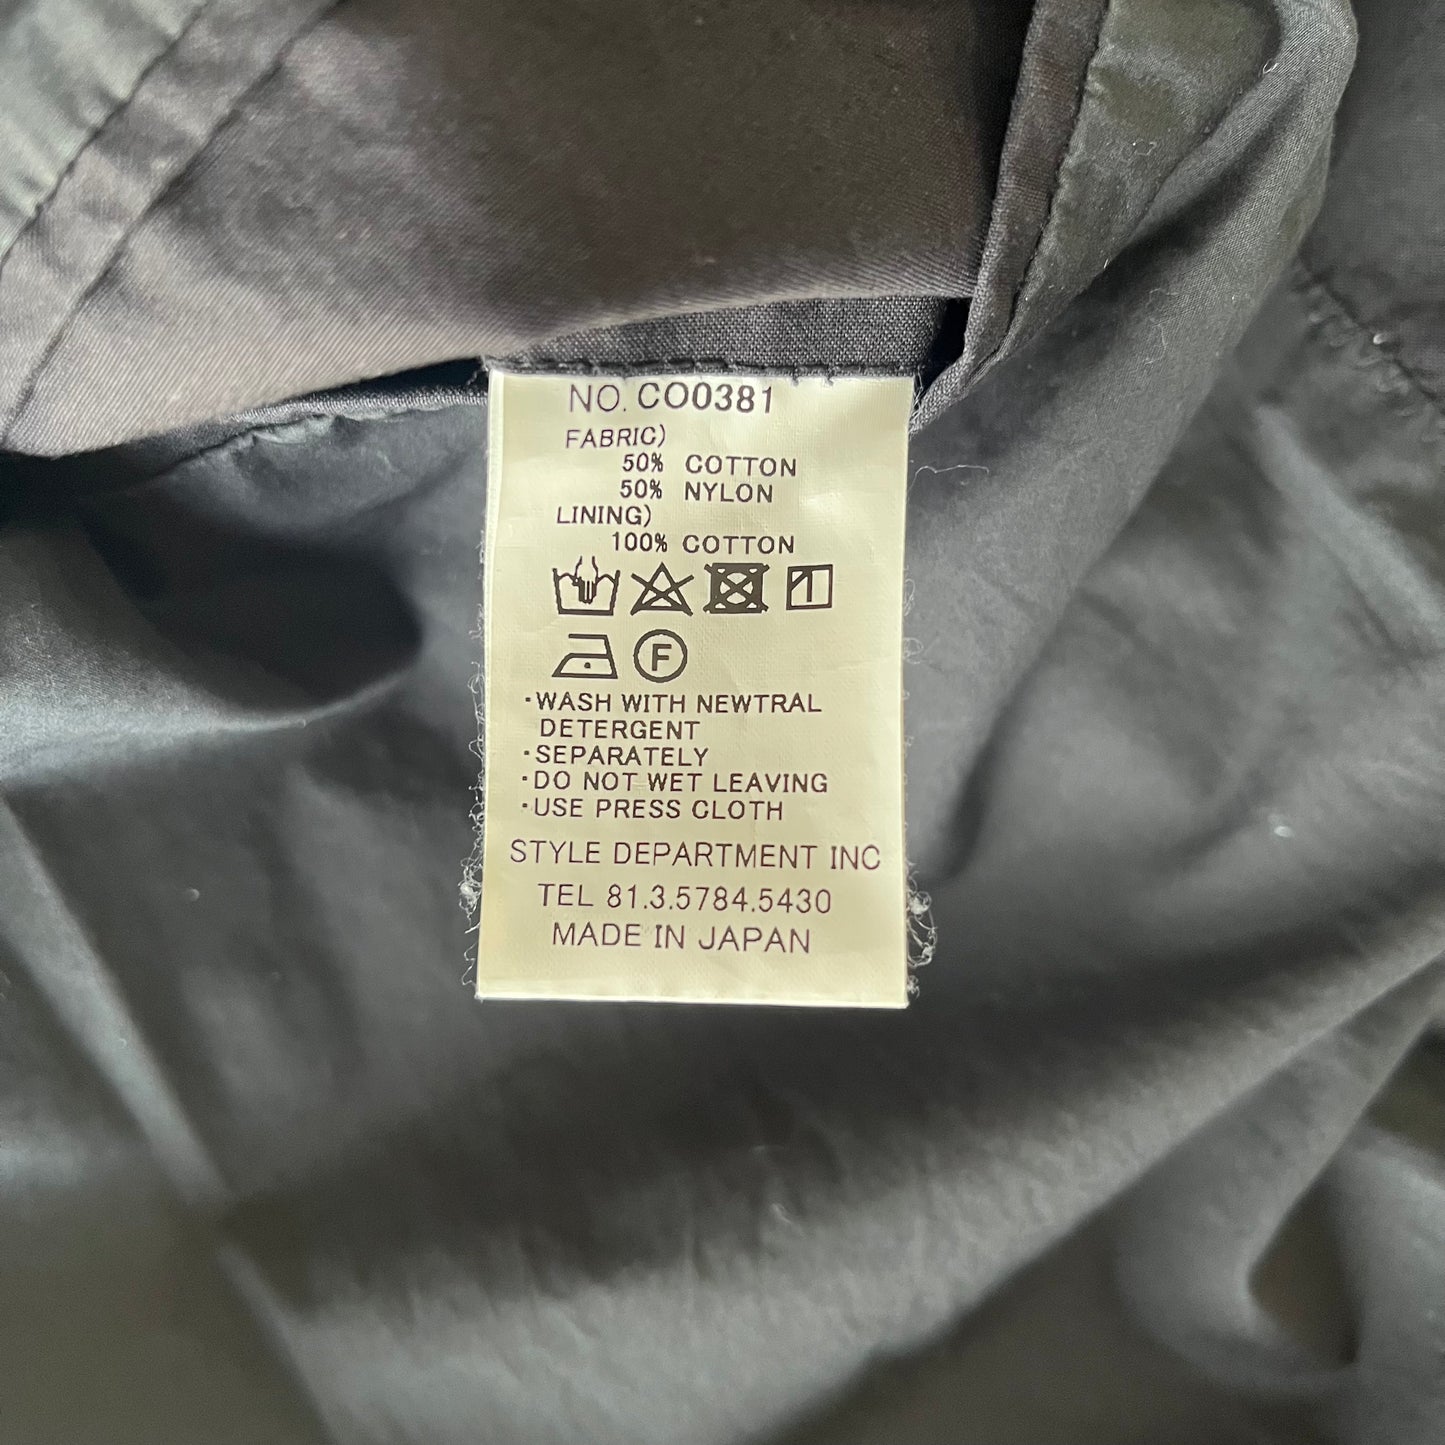 NO. CO0381
FABRIC)
50% COTTON
50% NYLON
LINING)
100% COTTON
F
·WASH WITH NEWTRAL
DETERGENT
·SEPARATELY
·DO NOT WET LEAVING
·USE PRESS CLOTH
STYLE DEPARTMENT INC
TEL 81.3.5784.5430
MADE IN JAPAN